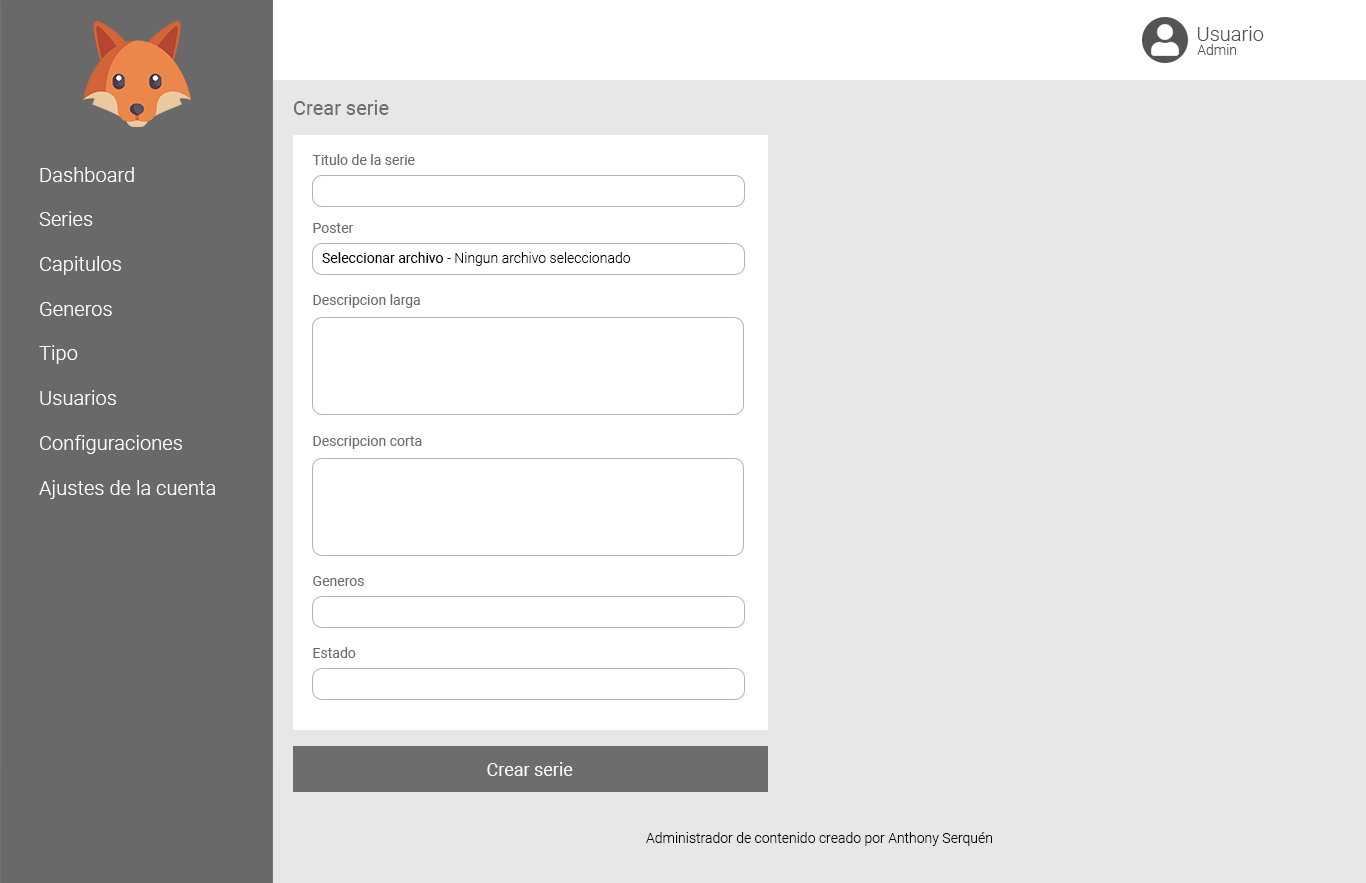 Usuario
Admin
Dashboard
Series
Capitulos
Generos
Tipo
Usuarios
Configuraciones
Ajustes de la cuenta
Crear serie
Titulo de la serie
Poster
Seleccionar archivo - Ningun archivo seleccionado
Descripcion larga
Descripcion corta
Generos
Estado
Crear serie
Administrador de contenido creado por Anthony Serquén